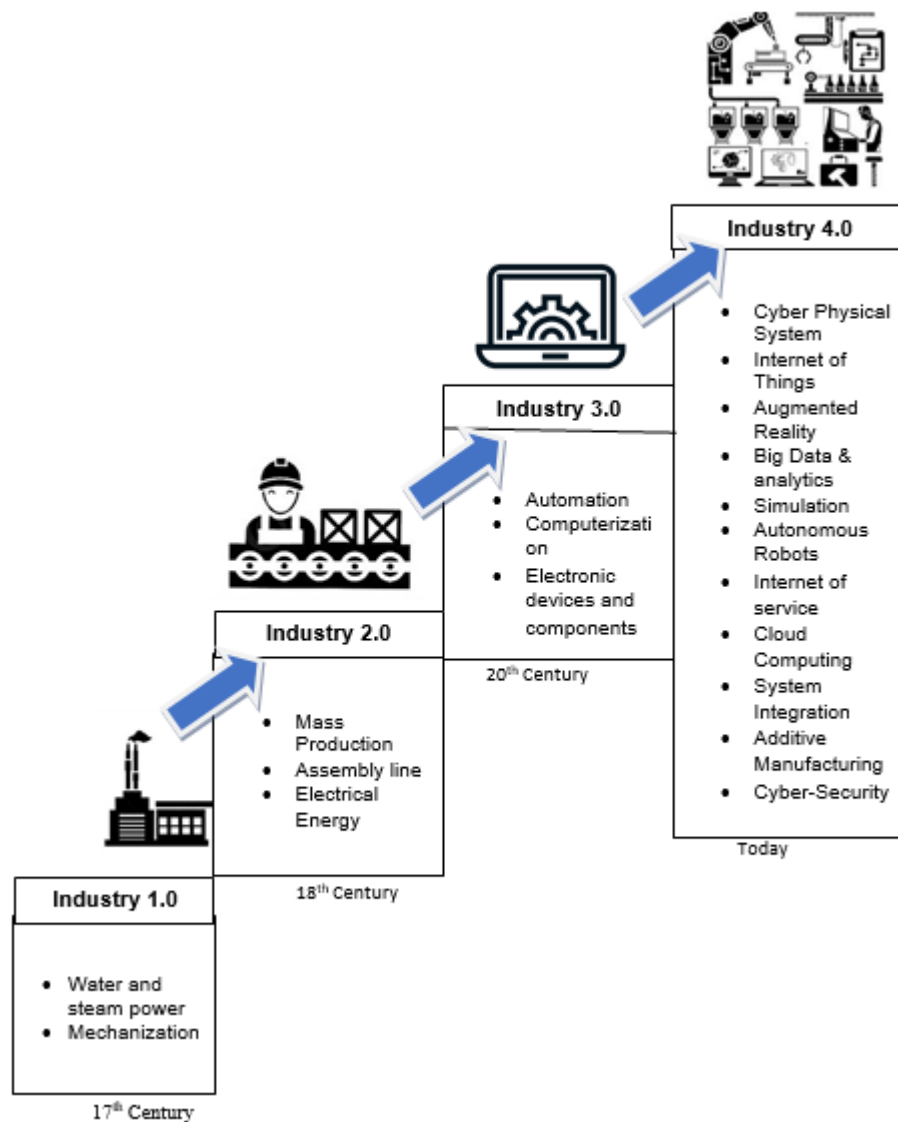 Industry 4.0
• Cyber Physical
System
• Internet of
Things
• Augmented
Reality
• Big Data &
analytics
• Simulation
• Autonomous
Robots
• Internet of
service
• Cloud
Computing
• System
Integration
• Additive
Manufacturing
• Cyber-Security
Today
Industry 3.0
• Automation
• Computerizati
on
• Electronic
devices and
components
20th Century
Industry 2.0
• Mass
Production
• Assembly line
• Electrical
Energy
18th Century
Industry 1.0
• Water and
steam power
• Mechanization
17th Century